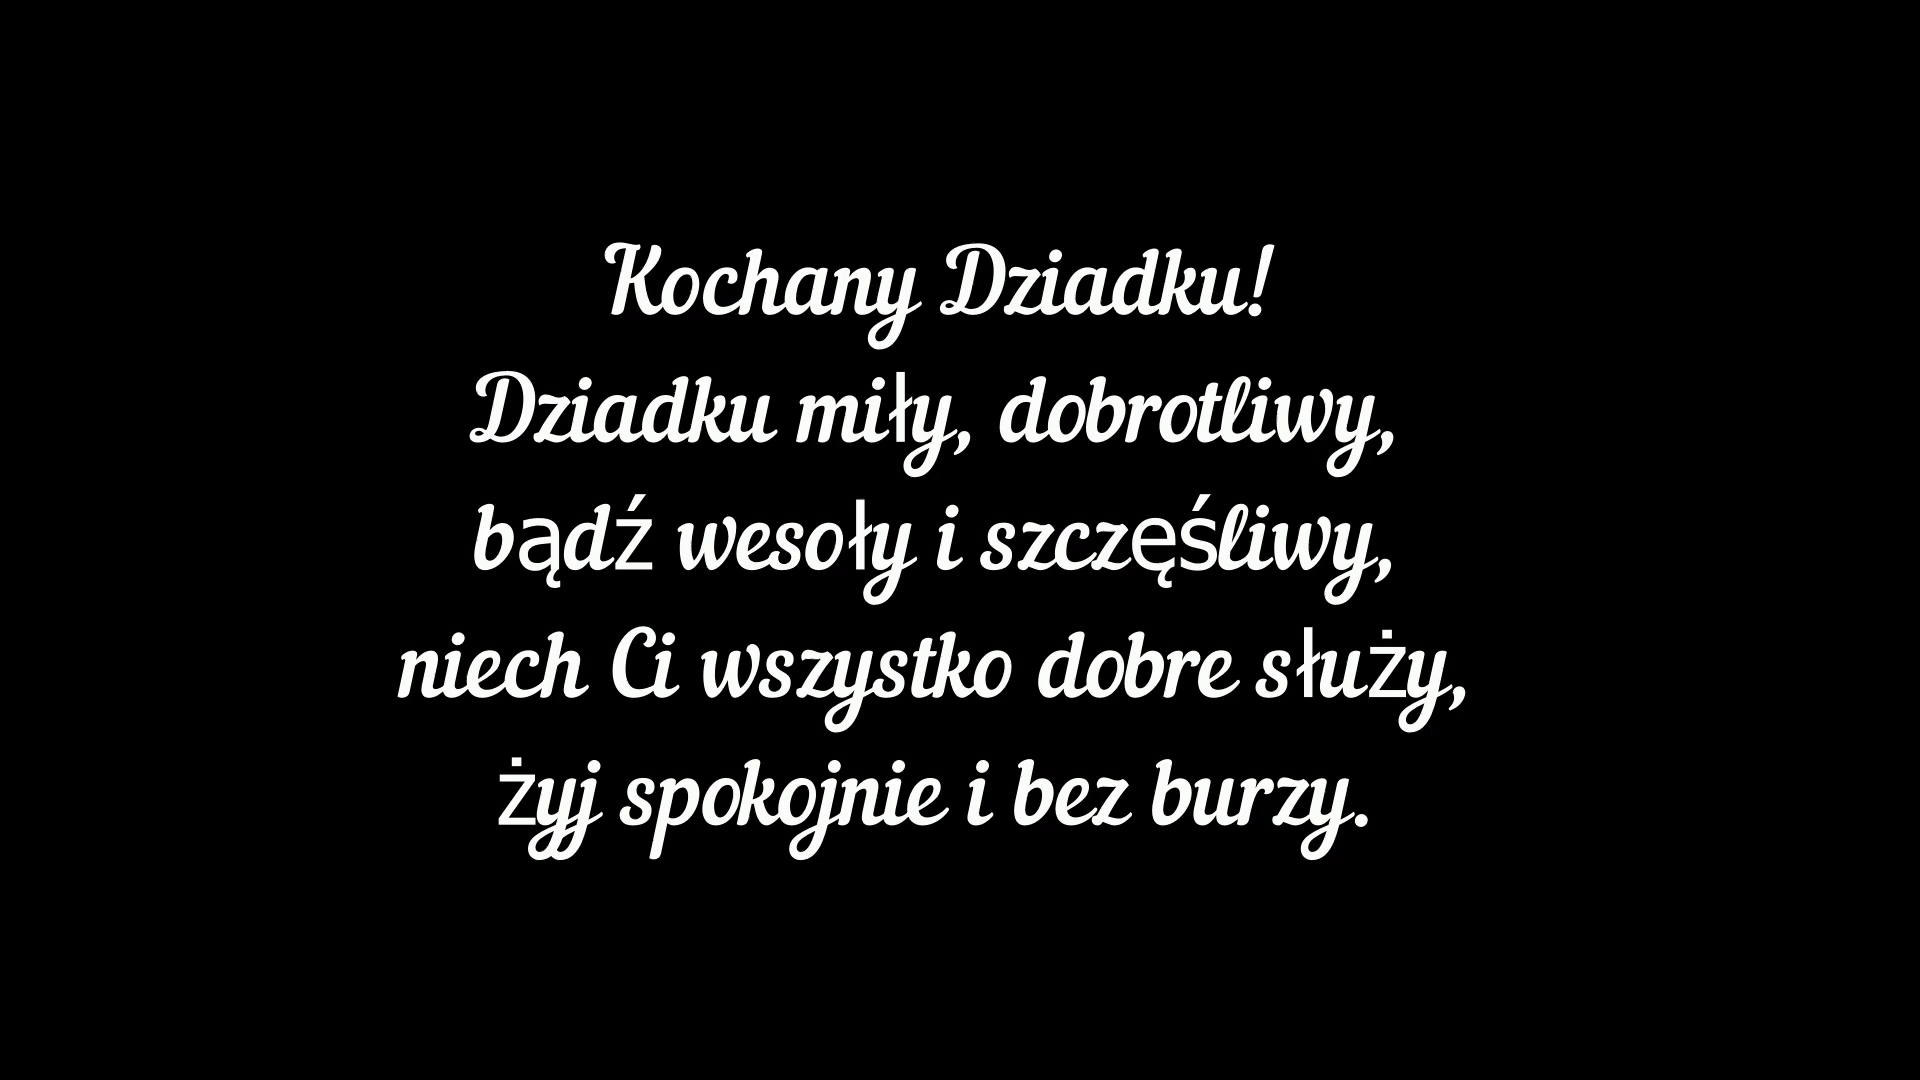 Kochany Dziadku!
Dziadku miły, dobrotliwy,
bądź wesoły i szczęśliwy,
niech Ci wszystko dobre służy,
żyj spokojnie i bez burzy.